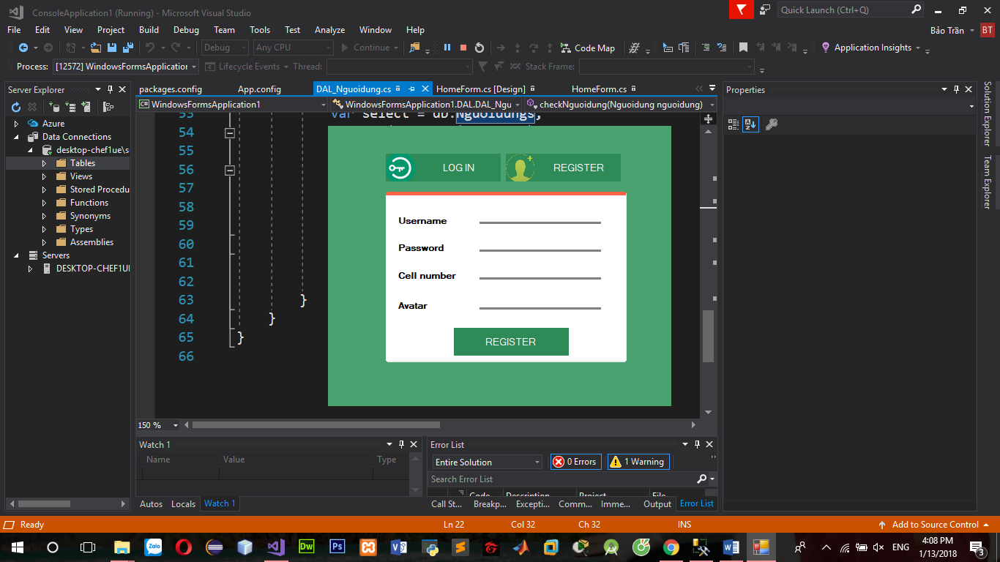 ConsoleApplication1 (Running) - Microsoft Visual Studio
Quick Launch (Ctrl+Q)
File Edit View Project Build Debug Team Tools Test Analyze Window Help
Bảo Trần
BT
Debug Any CPU Continue Code Map Application Insights
Process: [12572] WindowsFormsApplication Lifecycle Events Thread: Stack Frame:
Server Explorer
Azure
Data Connections
desktop-chef1ue\s
Tables
Views
Stored Procedu
Functions
Synonyms
Types
Assemblies
Servers
DESKTOP-CHEF1UI
packages.config App.config DAL_Nguoidung.cs HomeForm.cs [Design] HomeForm.cs
WindowsFormsApplication1 WindowsFormsApplication1.DAL.DAL_Ngu checkNguoidung(Nguoidung nguoidung)
53 var select = db.Nguoidungs;
54
55
56
57
58
59
60
61
62
63 }
64 }
65 }
66
LOG IN REGISTER
Username
Password
Cell number
Avatar
REGISTER
150 %
Properties
Solution Explorer
Team Explorer
Watch 1
Name Value Type
Autos Locals Watch 1
Error List
Entire Solution 0 Errors 1 Warning
Search Error List
Code Description Project File
Call St... Breakp... Excepti... Comm... Imme... Output Error List
Ready Ln 22 Col 32 Ch 32 INS Add to Source Control
Zalo Dw Ps
ENG
4:08 PM
1/13/2018
3